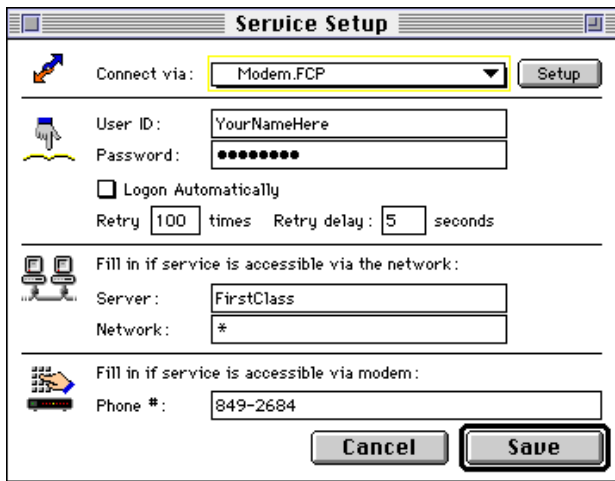 Service Setup
Connect via: Modem.FCP Setup
User ID: YourNameHere
Password: ●●●●●●●●
Logon Automatically
Retry 100 times Retry delay: 5 seconds
Fill in if service is accessible via the network:
Server: FirstClass
Network: *
Fill in if service is accessible via modem:
Phone #: 849-2684
Cancel Save